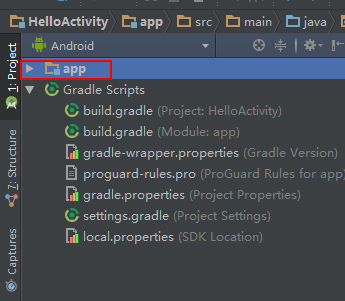 HelloActivity app src main java
Android
app
Gradle Scripts
build.gradle (Project: HelloActivity)
build.gradle (Module: app)
gradle-wrapper.properties (Gradle Version)
proguard-rules.pro (ProGuard Rules for app)
gradle.properties (Project Properties)
settings.gradle (Project Settings)
local.properties (SDK Location)
1: Project
7: Structure
Captures